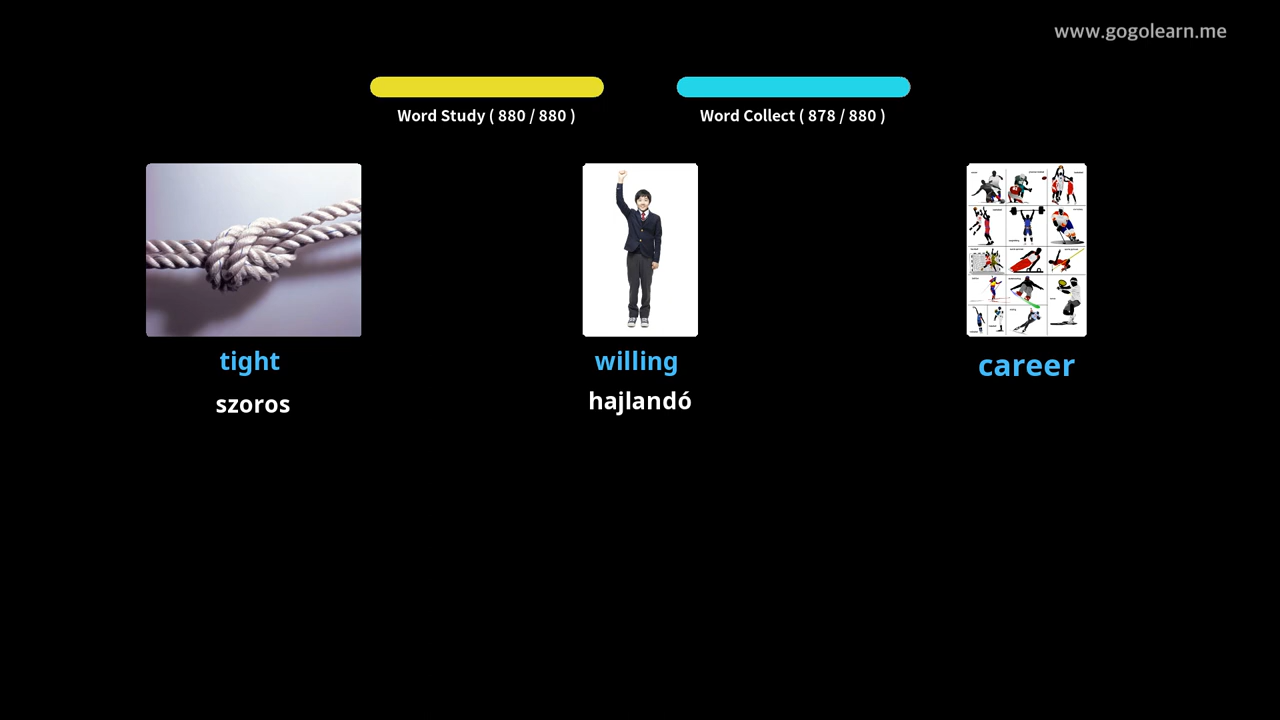 www.gogolearn.me
Word Study ( 880 / 880 )
Word Collect ( 878 / 880 )
tight
willing
career
szoros
hajlandó